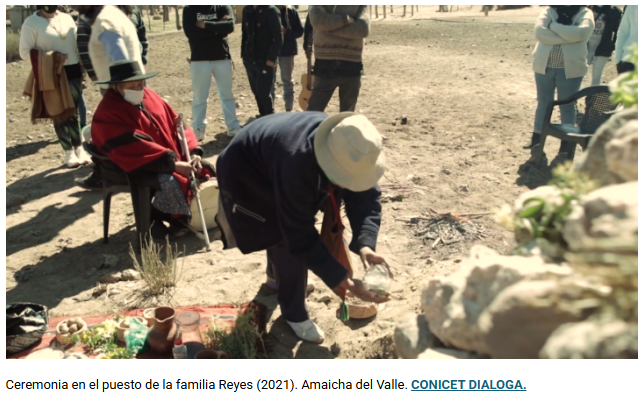 Ceremonia en el puesto de la familia Reyes (2021). Amaicha del Valle. CONICET DIALOGA.